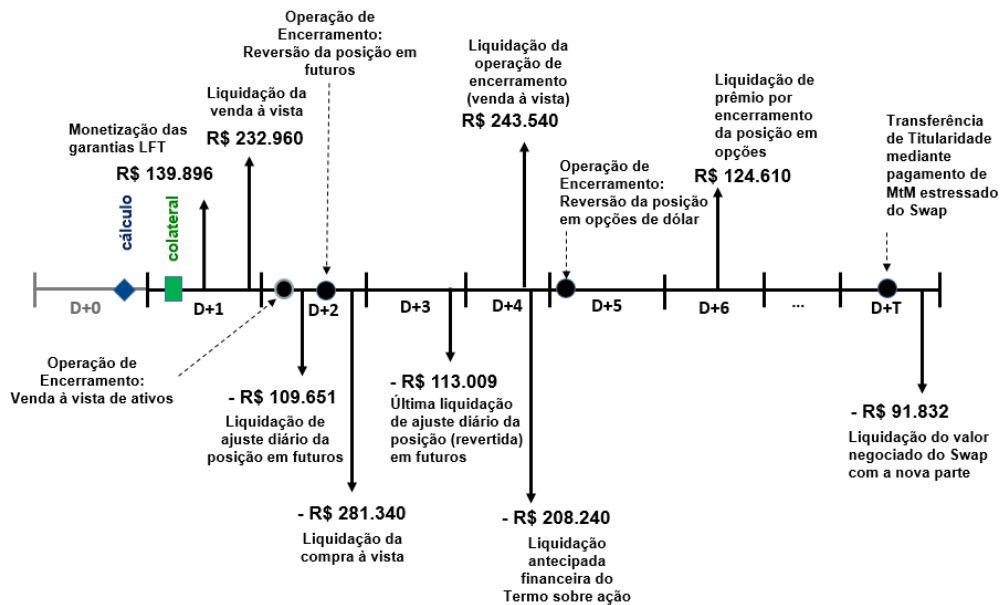 Operação de
Encerramento:
Reversão da posição em
futuros
Liquidação da
venda à vista
R$ 232.960
Monetização das
garantias LFT
R$ 139.896
cálculo
colateral
Liquidação da
operação de
encerramento
(venda à vista)
R$ 243.540
Operação de
Encerramento:
Reversão da posição
em opções de dólar
Liquidação de
prêmio por
encerramento
da posição em
opções
R$ 124.610
Transferência
de Titularidade
mediante
pagamento de
MtM estressado
do Swap
D+0
D+1
D+2
D+3
D+4
D+5
D+6
...
D+T
Operação de
Encerramento:
Venda à vista de ativos
- R$ 109.651
Liquidação de
ajuste diário da
posição em futuros
- R$ 281.340
Liquidação da
compra à vista
- R$ 113.009
Última liquidação
de ajuste diário da
posição (revertida)
em futuros
- R$ 208.240
Liquidação
antecipada
financeira do
Termo sobre ação
- R$ 91.832
Liquidação do valor
negociado do Swap
com a nova parte